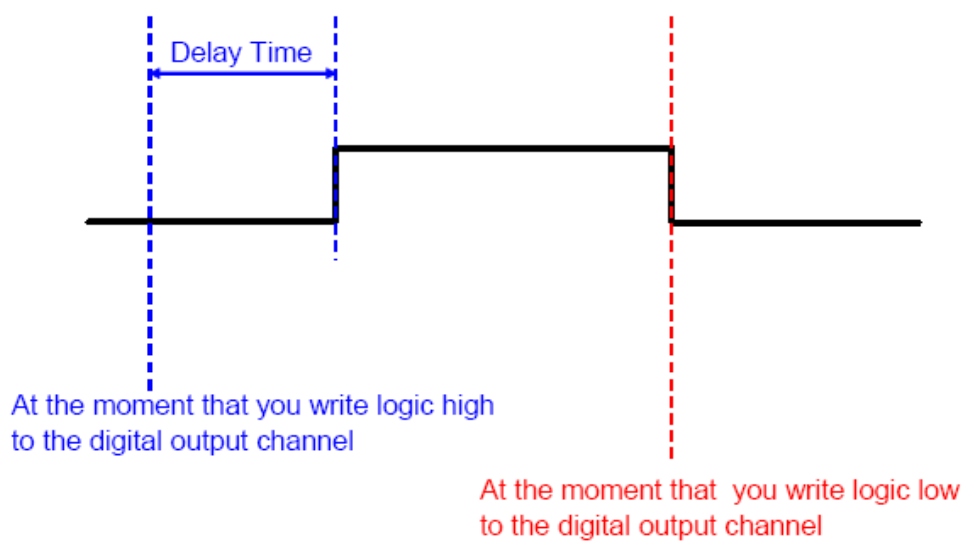 Delay Time
At the moment that you write logic high
to the digital output channel
At the moment that  you write logic low
to the digital output channel